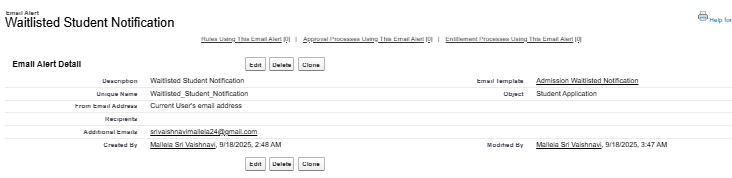 Email Alert
Waitlisted Student Notification
Help for
Rules Using This Email Alert [0] | Approval Processes Using This Email Alert [0] | Entitlement Processes Using This Email Alert [0]
Email Alert Detail
Edit Delete Clone
Description Waitlisted Student Notification Email Template Admission Waitlisted Notification
Unique Name Waitlisted_Student_Notification Object Student Application
From Email Address Current User's email address
Recipients
Additional Emails srivaishnavimallela24@gmail.com
Created By Mallela Sri Vaishnavi, 9/18/2025, 2:48 AM Modified By Mallela Sri Vaishnavi, 9/18/2025, 3:47 AM
Edit Delete Clone